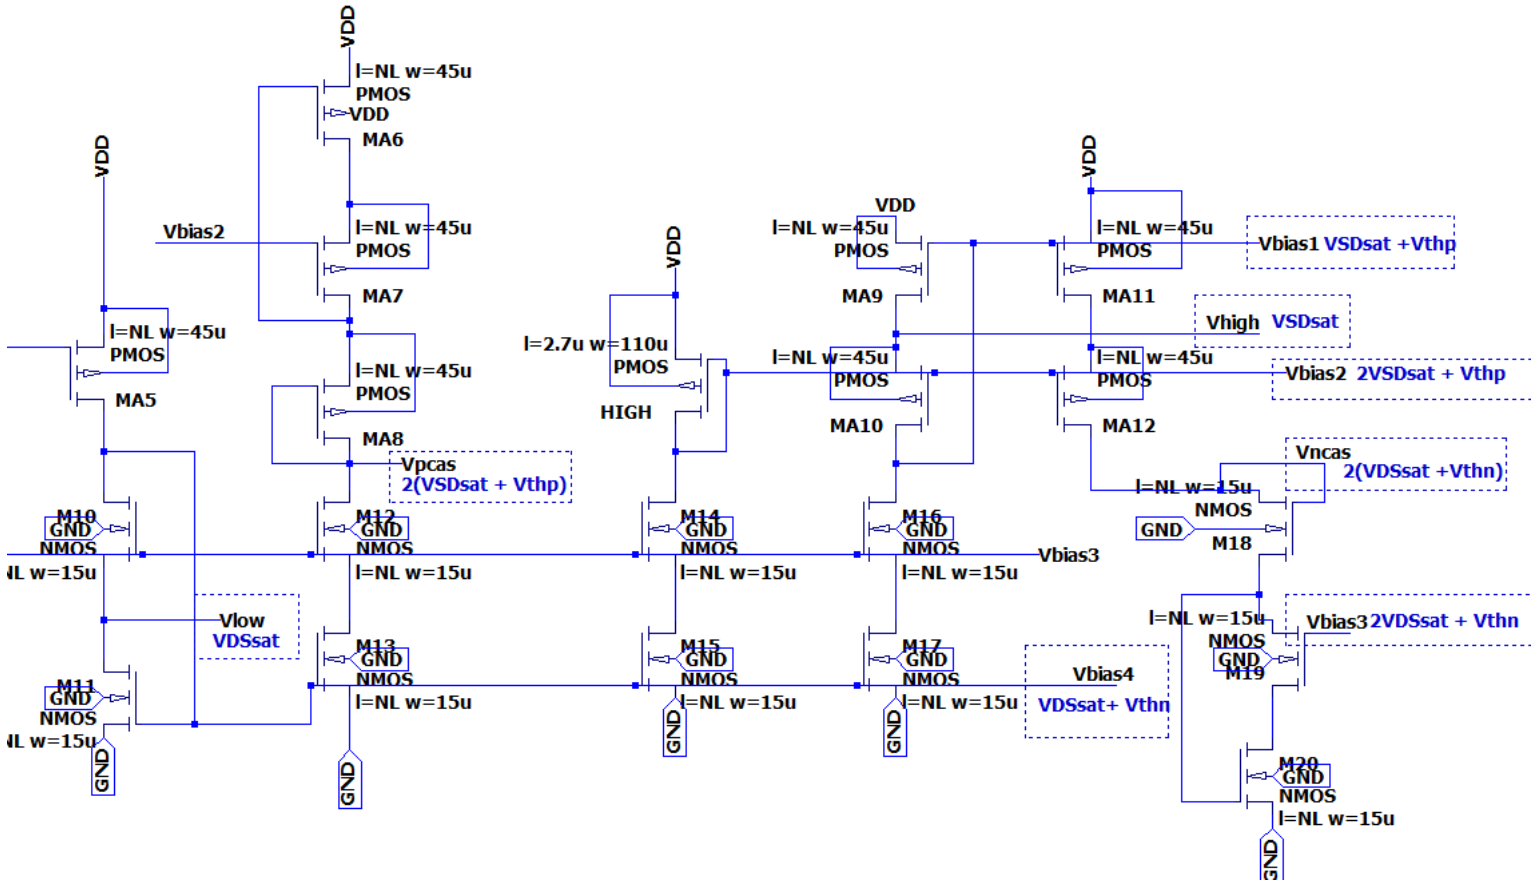 VDD
l=NL w=45u
PMOS
VDD
MA6
VDD
Vbias2
l=NL w=45u
PMOS
MA7
l=NL w=45u
PMOS
MA5
l=NL w=45u
PMOS
MA8
Vpcas
2(VSDsat + Vthp)
VDD
l=2.7u w=110u
PMOS
HIGH
VDD
l=NL w=45u
PMOS
MA9
VDD
l=NL w=45u
PMOS
MA11
Vbias1 VSDsat +Vthp
Vhigh VSDsat
l=NL w=45u
PMOS
MA10
l=NL w=45u
PMOS
MA12
Vbias2 2VSDsat + Vthp
Vncas
2(VDSsat +Vthn)
M10
GND
NMOS
NL w=15u
M12
GND
NMOS
l=NL w=15u
M14
GND
NMOS
l=NL w=15u
M16
GND
NMOS
l=NL w=15u
Vbias3
l=NL w=15u
NMOS
GND
M18
Vlow
VDSsat
M11
GND
NMOS
NL w=15u
GND
M13
GND
NMOS
l=NL w=15u
GND
M15
GND
NMOS
l=NL w=15u
GND
M17
GND
NMOS
l=NL w=15u
GND
Vbias4
VDSsat+ Vthn
l=NL w=15u
NMOS
GND
M19
Vbias3 2VDSsat + Vthn
M20
GND
NMOS
l=NL w=15u
GND